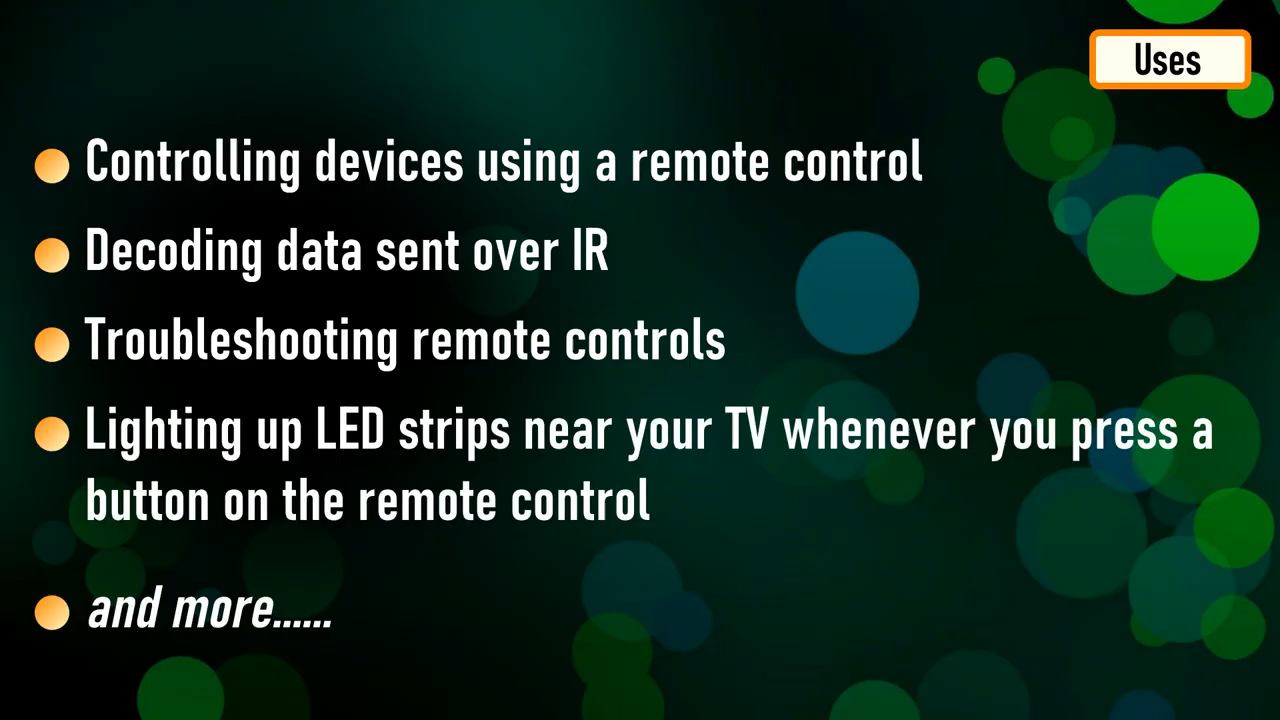 Uses
Controlling devices using a remote control
Decoding data sent over IR
Troubleshooting remote controls
Lighting up LED strips near your TV whenever you press a
button on the remote control
and more......